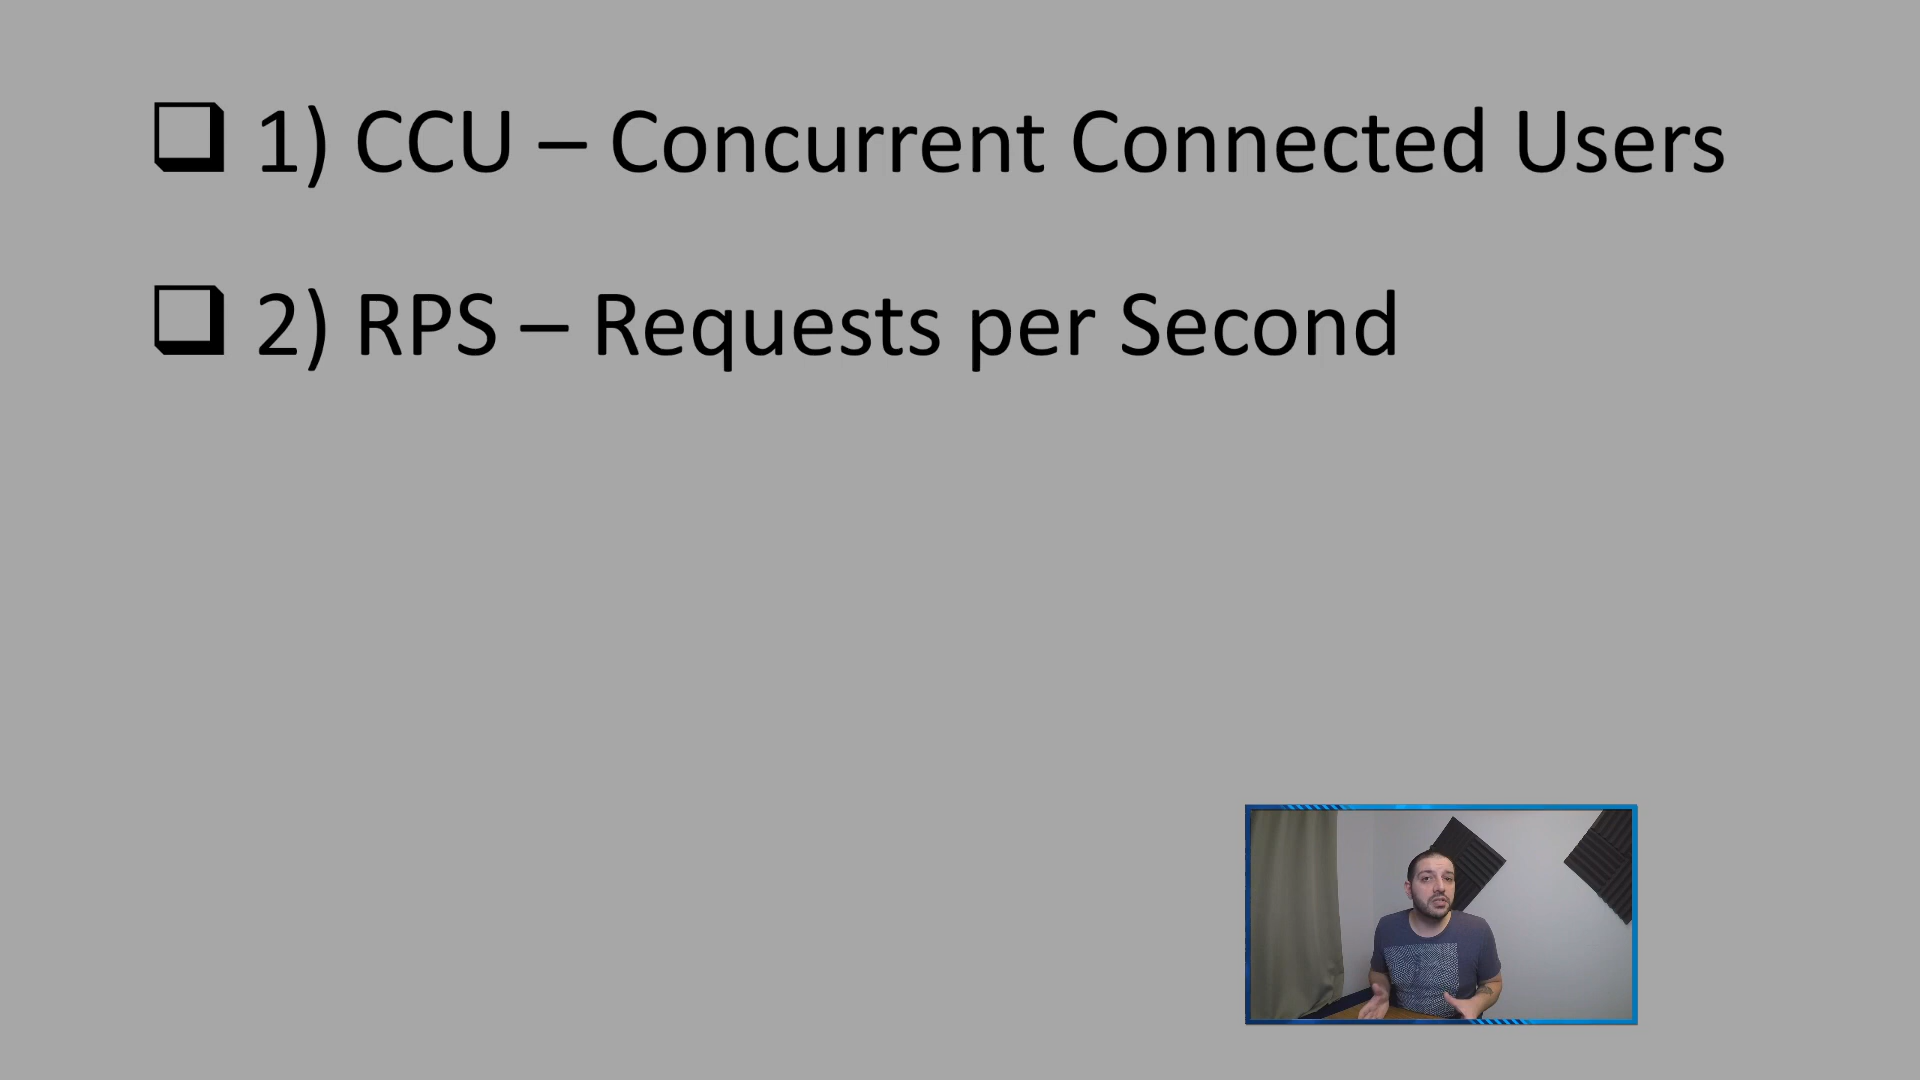 1) CCU – Concurrent Connected Users
2) RPS – Requests per Second